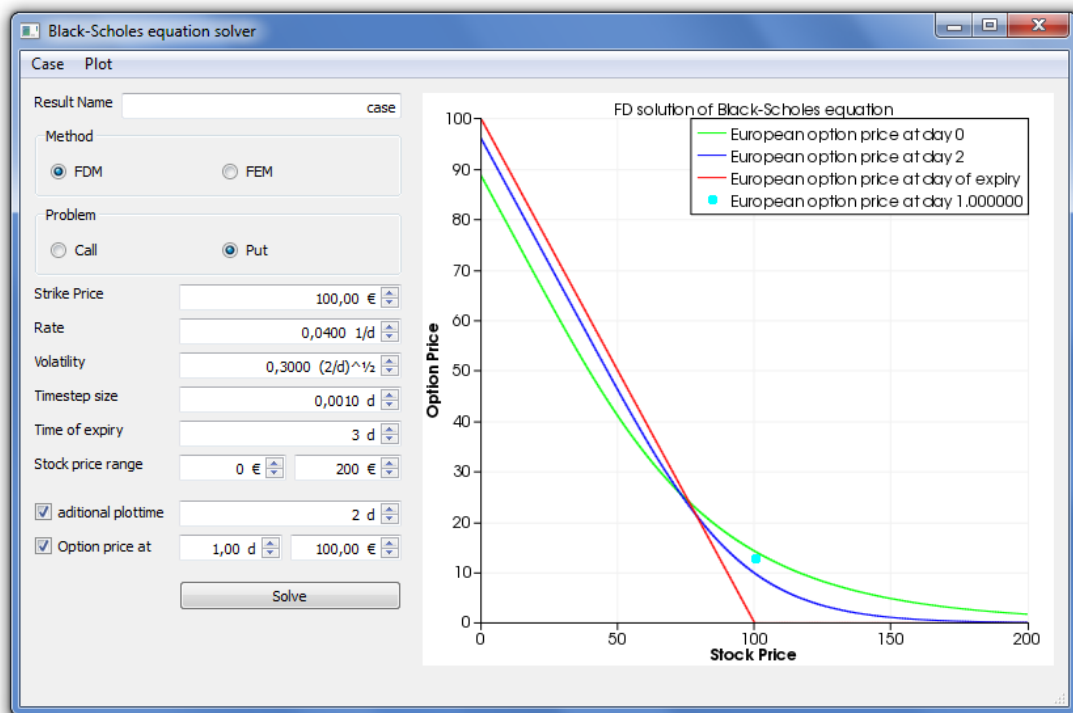 Black-Scholes equation solver
Case Plot
Result Name case
Method
FDM FEM
Problem
Call Put
Strike Price 100,00 €
Rate 0,0400 1/d
Volatility 0,3000 (2/d)^½
Timestep size 0,0010 d
Time of expiry 3 d
Stock price range 0 € 200 €
aditional plottime 2 d
Option price at 1,00 d 100,00 €
Solve
FD solution of Black-Scholes equation
European option price at day 0
European option price at day 2
European option price at day of expiry
European option price at day 1.000000
Option Price
100
90
80
70
60
50
40
30
20
10
0
0 50 100 150 200
Stock Price